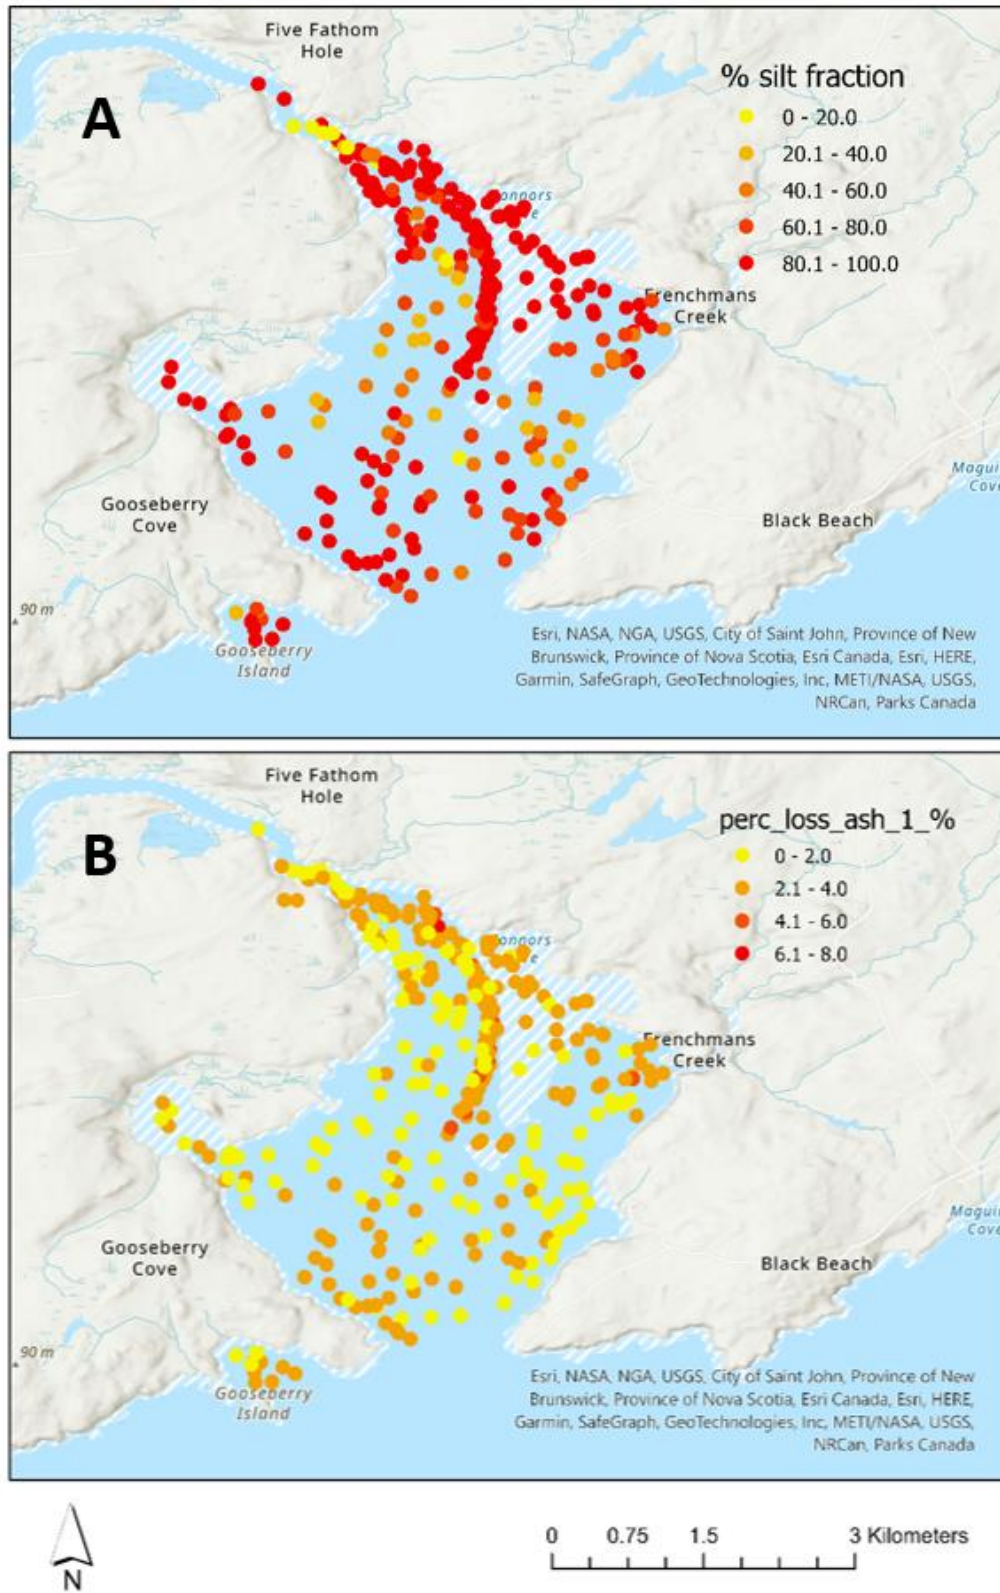 Five Fathom
Hole
A
% silt fraction
0 - 20.0
20.1 - 40.0
40.1 - 60.0
60.1 - 80.0
80.1 - 100.0
onnors
e
Frenchmans
Creek
Gooseberry
Cove
Black Beach
Magui
Cov
90 m
Gooseberry
Island
Esri, NASA, NGA, USGS, City of Saint John, Province of New
Brunswick, Province of Nova Scotia, Esri Canada, Esri, HERE,
Garmin, SafeGraph, GeoTechnologies, Inc, METI/NASA, USGS,
NRCan, Parks Canada
Five Fathom
Hole
B
perc_loss_ash_1_%
0 - 2.0
2.1 - 4.0
4.1 - 6.0
6.1 - 8.0
onnors
e
Frenchmans
Creek
Gooseberry
Cove
Black Beach
Magui
Cove
90 m
Gooseberry
Island
Esri, NASA, NGA, USGS, City of Saint John, Province of New
Brunswick, Province of Nova Scotia, Esri Canada, Esri, HERE,
Garmin, SafeGraph, GeoTechnologies, Inc, METI/NASA, USGS,
NRCan, Parks Canada
N
0 0.75 1.5 3 Kilometers